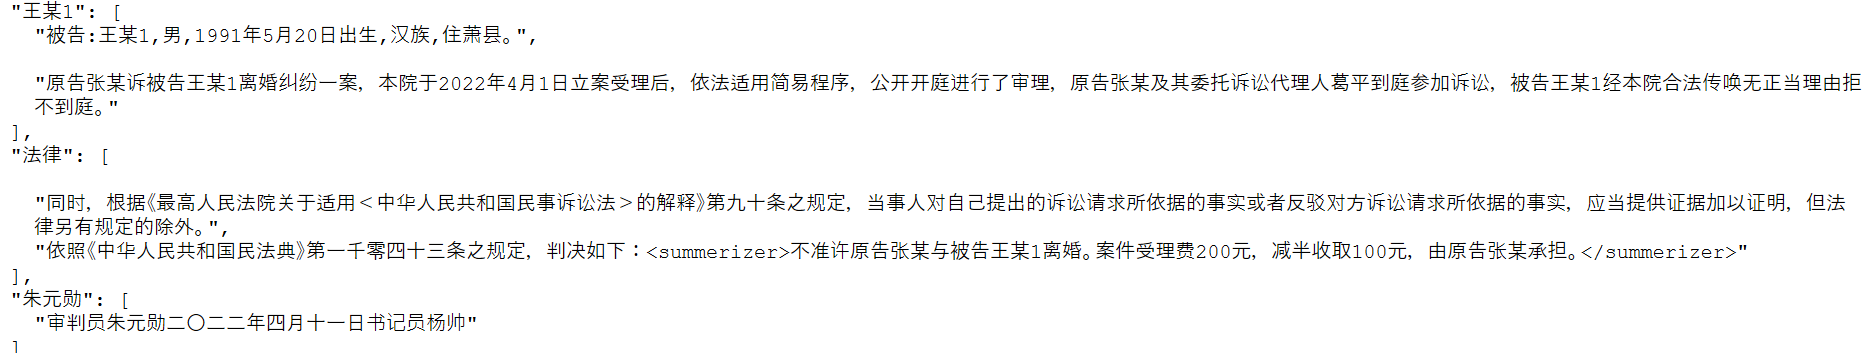 "王某1": [
"被告:王某1,男,1991年5月20日出生,汉族,住萧县。",
"原告张某诉被告王某1离婚纠纷一案，本院于2022年4月1日立案受理后，依法适用简易程序，公开开庭进行了审理，原告张某及其委托诉讼代理人葛平到庭参加诉讼，被告王某1经本院合法传唤无正当理由拒
不到庭。"
],
"法律": [
"同时，根据《最高人民法院关于适用＜中华人民共和国民事诉讼法＞的解释》第九十条之规定，当事人对自己提出的诉讼请求所依据的事实或者反驳对方诉讼请求所依据的事实，应当提供证据加以证明，但法
律另有规定的除外。",
"依照《中华人民共和国民法典》第一千零四十三条之规定，判决如下：<summerizer>不准许原告张某与被告王某1离婚。案件受理费200元，减半收取100元，由原告张某承担。</summerizer>"
],
"朱元勋": [
"审判员朱元勋二〇二二年四月十一日书记员杨帅"
]